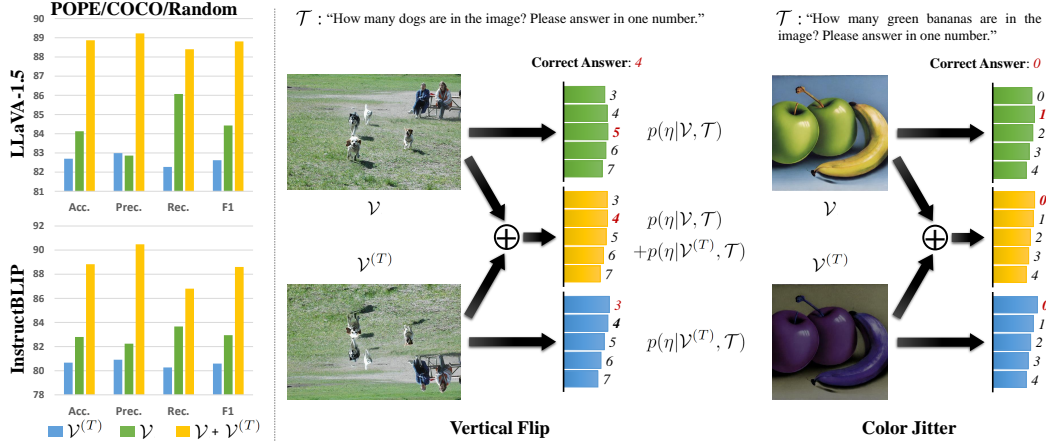 POPE/COCO/Random
LLaVA-1.5
90
89
88
87
86
85
84
83
82
81
Acc. Prec. Rec. F1
InstructBLIP
92
90
88
86
84
82
80
78
Acc. Prec. Rec. F1
𝒱^(T) 𝒱 𝒱 + 𝒱^(T)
𝒯 : “How many dogs are in the image? Please answer in one number.”
Correct Answer: 4
3
4
5
6
7
p(η|𝒱, 𝒯)
𝒱
3
4
5
6
7
p(η|𝒱, 𝒯)
+p(η|𝒱^(T), 𝒯)
𝒱^(T)
3
4
5
6
7
p(η|𝒱^(T), 𝒯)
Vertical Flip
𝒯 : “How many green bananas are in the
image? Please answer in one number.”
Correct Answer: 0
0
1
2
3
4
𝒱
0
1
2
3
4
𝒱^(T)
0
1
2
3
4
Color Jitter